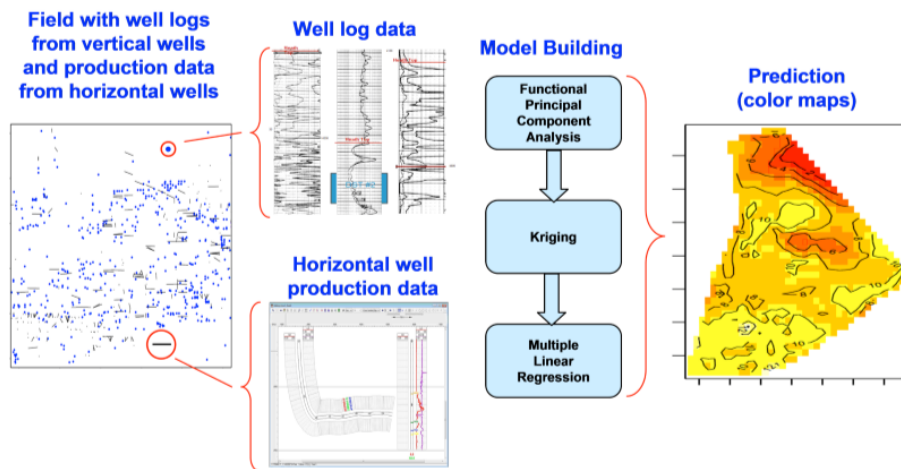 Field with well logs
from vertical wells
and production data
from horizontal wells
Well log data
Horizontal well
production data
Model Building
Functional
Principal
Component
Analysis
Kriging
Multiple
Linear
Regression
Prediction
(color maps)